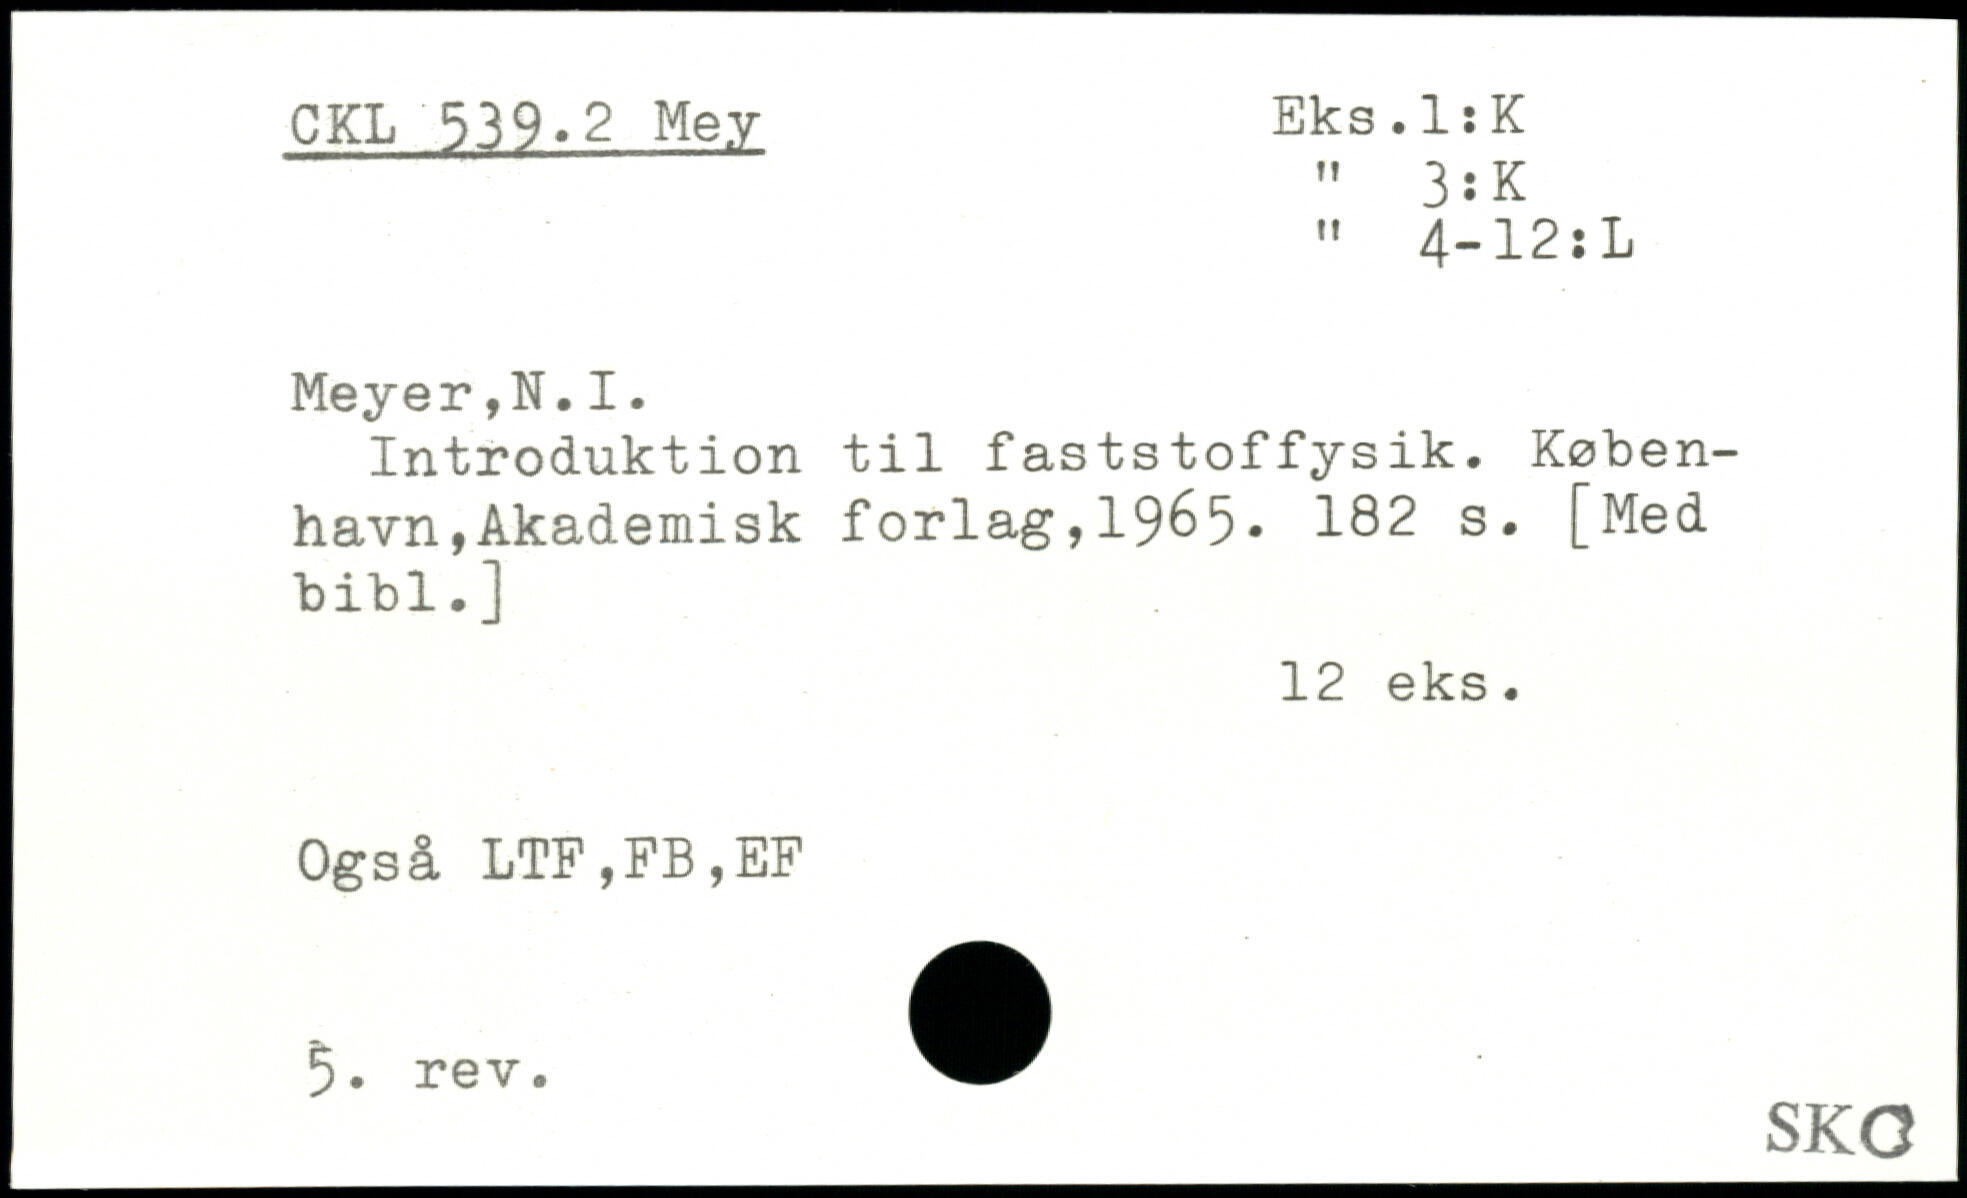 CKL 539.2 Mey
Eks.1:K
" 3:K
" 4-12:L
Meyer,N.I.
Introduktion til faststoffysik. Køben-
havn,Akademisk forlag,1965. 182 s. [Med
bibl.]
12 eks.
Også LTF,FB,EF
5. rev.